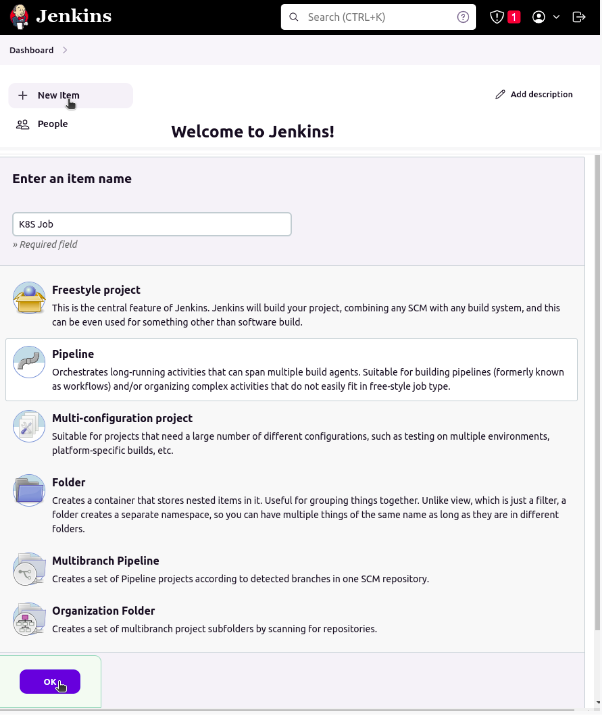 Jenkins
Search (CTRL+K)
?
1
Dashboard
New Item
Add description
People
Welcome to Jenkins!
Enter an item name
K8S Job
» Required field
Freestyle project
This is the central feature of Jenkins. Jenkins will build your project, combining any SCM with any build system, and this
can be even used for something other than software build.
Pipeline
Orchestrates long-running activities that can span multiple build agents. Suitable for building pipelines (formerly known
as workflows) and/or organizing complex activities that do not easily fit in free-style job type.
Multi-configuration project
Suitable for projects that need a large number of different configurations, such as testing on multiple environments,
platform-specific builds, etc.
Folder
Creates a container that stores nested items in it. Useful for grouping things together. Unlike view, which is just a filter, a
folder creates a separate namespace, so you can have multiple things of the same name as long as they are in different
folders.
Multibranch Pipeline
Creates a set of Pipeline projects according to detected branches in one SCM repository.
Organization Folder
Creates a set of multibranch project subfolders by scanning for repositories.
OK